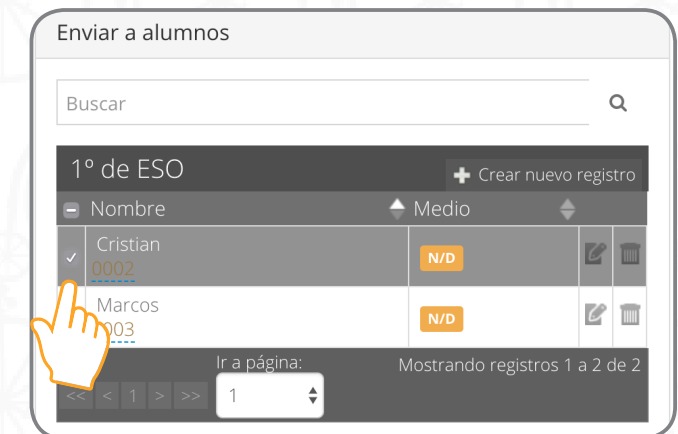 Enviar a alumnos
Buscar
1º de ESO
Crear nuevo registro
Nombre Medio
Cristian
0002
N/D
Marcos
003
N/D
Ir a página:
Mostrando registros 1 a 2 de 2
<< < 1 > >> 1